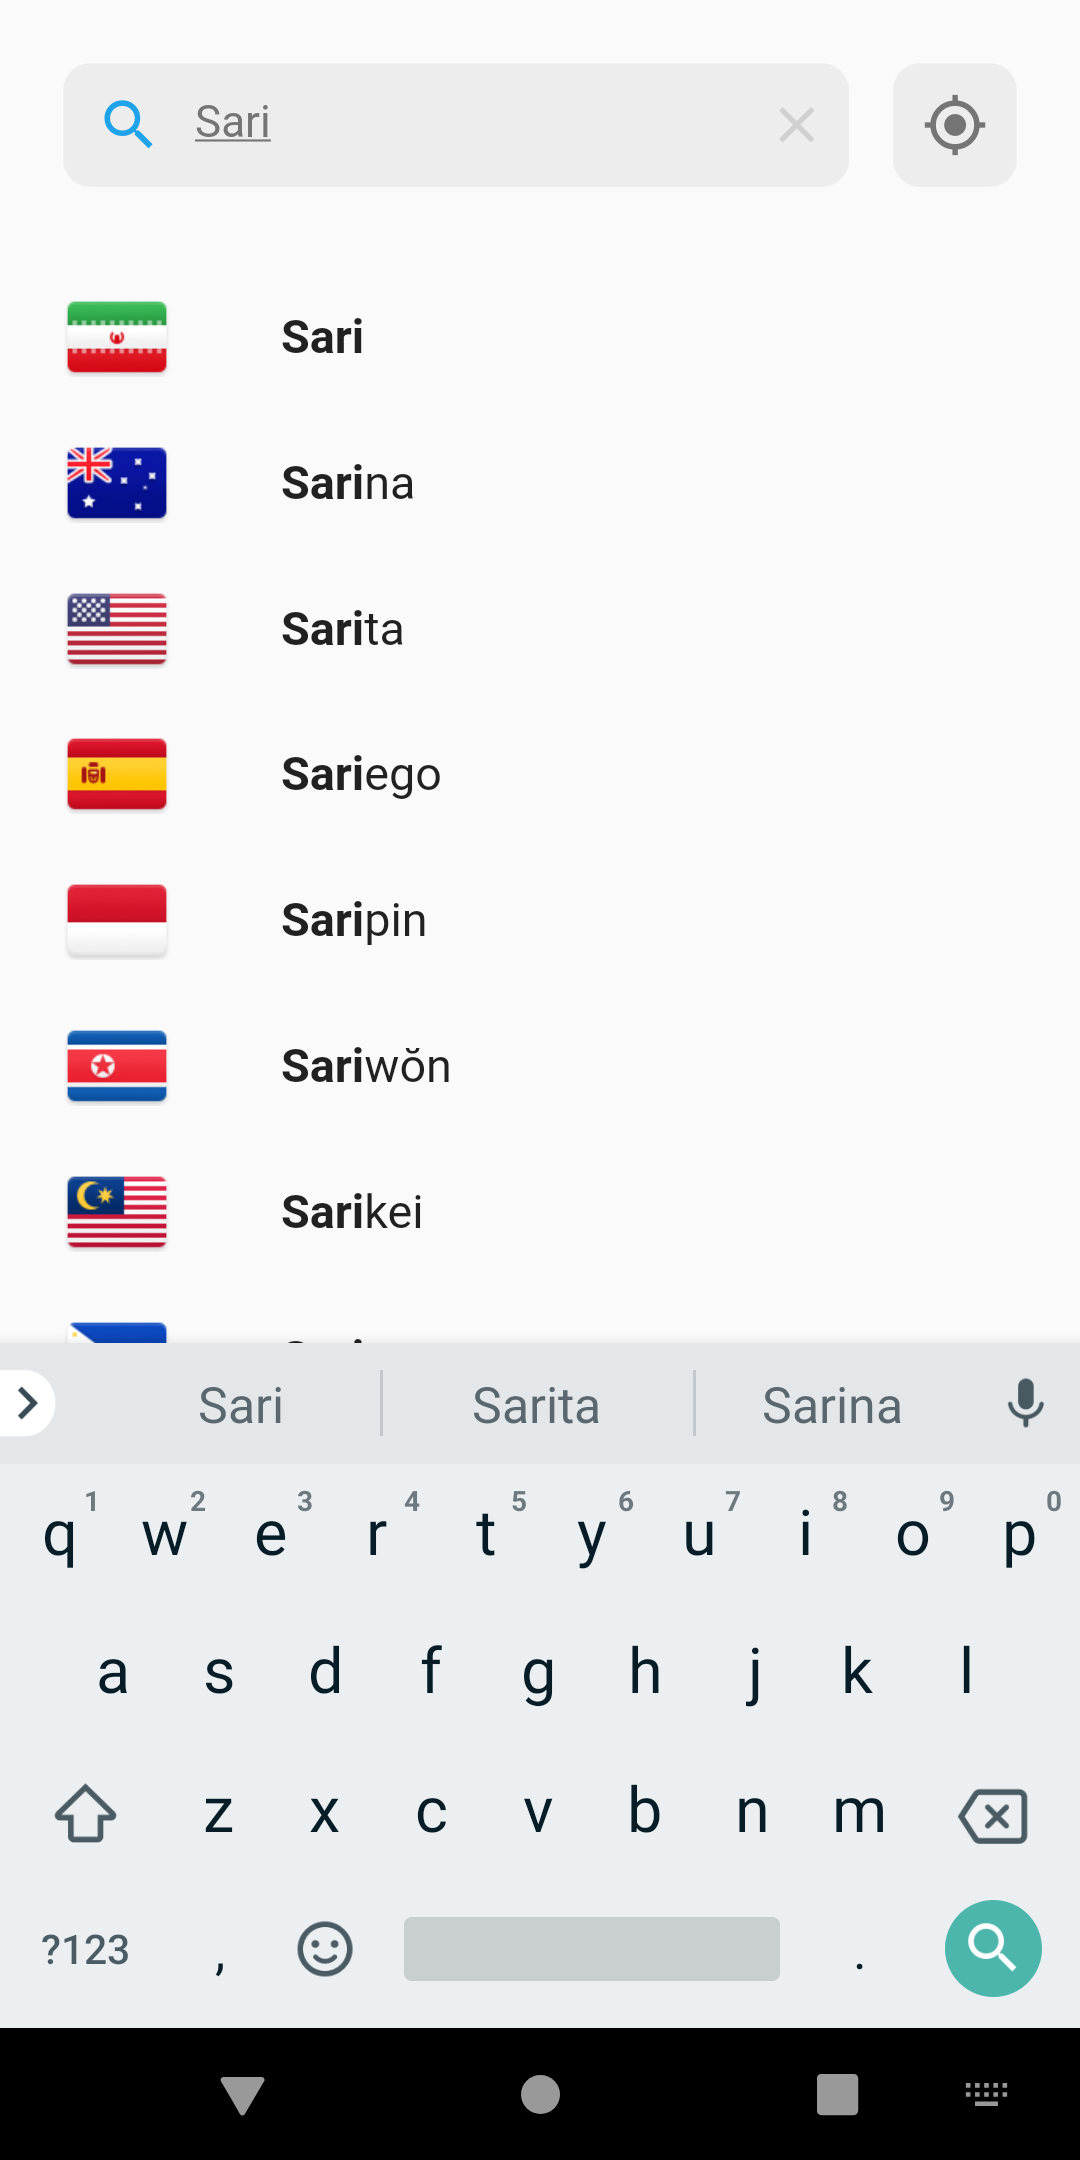 Sari
Sari
Sarina
Sarita
Sariego
Saripin
Sariwŏn
Sarikei
Sari Sarita Sarina
1 2 3 4 5 6 7 8 9 0
q w e r t y u i o p
a s d f g h j k l
z x c v b n m
?123 , .